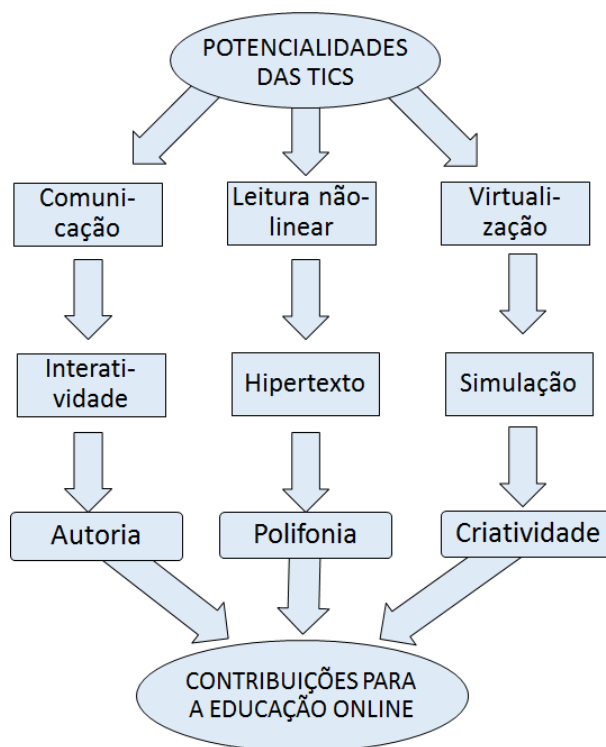 POTENCIALIDADES
DAS TICS
Comuni-
cação
Leitura não-
linear
Virtuali-
zação
Interati-
vidade
Hipertexto
Simulação
Autoria
Polifonia
Criatividade
CONTRIBUIÇÕES PARA
A EDUCAÇÃO ONLINE